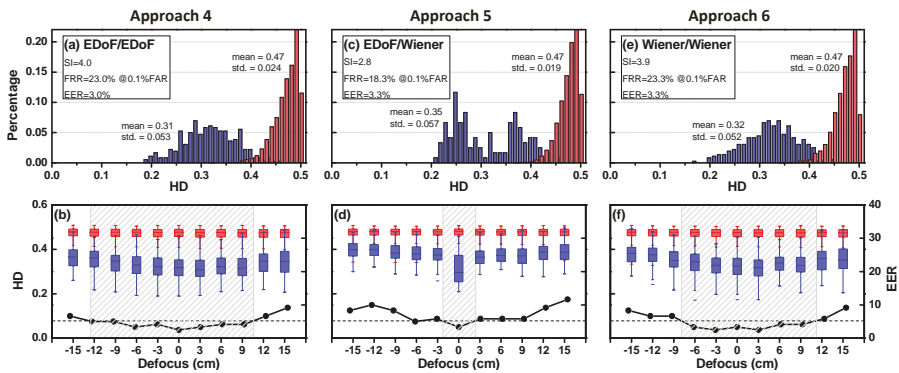 Approach 4 Approach 5 Approach 6
(a) EDoF/EDoF
SI=4.0
FRR=23.0% @0.1%FAR
EER=3.0%
mean = 0.47
std. = 0.024
mean = 0.31
std. = 0.053
(c) EDoF/Wiener
SI=2.8
FRR=18.3% @0.1%FAR
EER=3.3%
mean = 0.47
std. = 0.019
mean = 0.35
std. = 0.057
(e) Wiener/Wiener
SI=3.9
FRR=23.3% @0.1%FAR
EER=3.3%
mean = 0.47
std. = 0.020
mean = 0.32
std. = 0.052
Percentage
0.20
0.15
0.10
0.05
0.00
0.0 0.1 0.2 0.3 0.4 0.5 0.0 0.1 0.2 0.3 0.4 0.5 0.0 0.1 0.2 0.3 0.4 0.5
HD HD HD
(b) (d) (f)
HD
0.6
0.4
0.2
0.0
40
30
20
10
0
EER
-15 -12 -9 -6 -3 0 3 6 9 12 15 -15 -12 -9 -6 -3 0 3 6 9 12 15 -15 -12 -9 -6 -3 0 3 6 9 12 15
Defocus (cm) Defocus (cm) Defocus (cm)